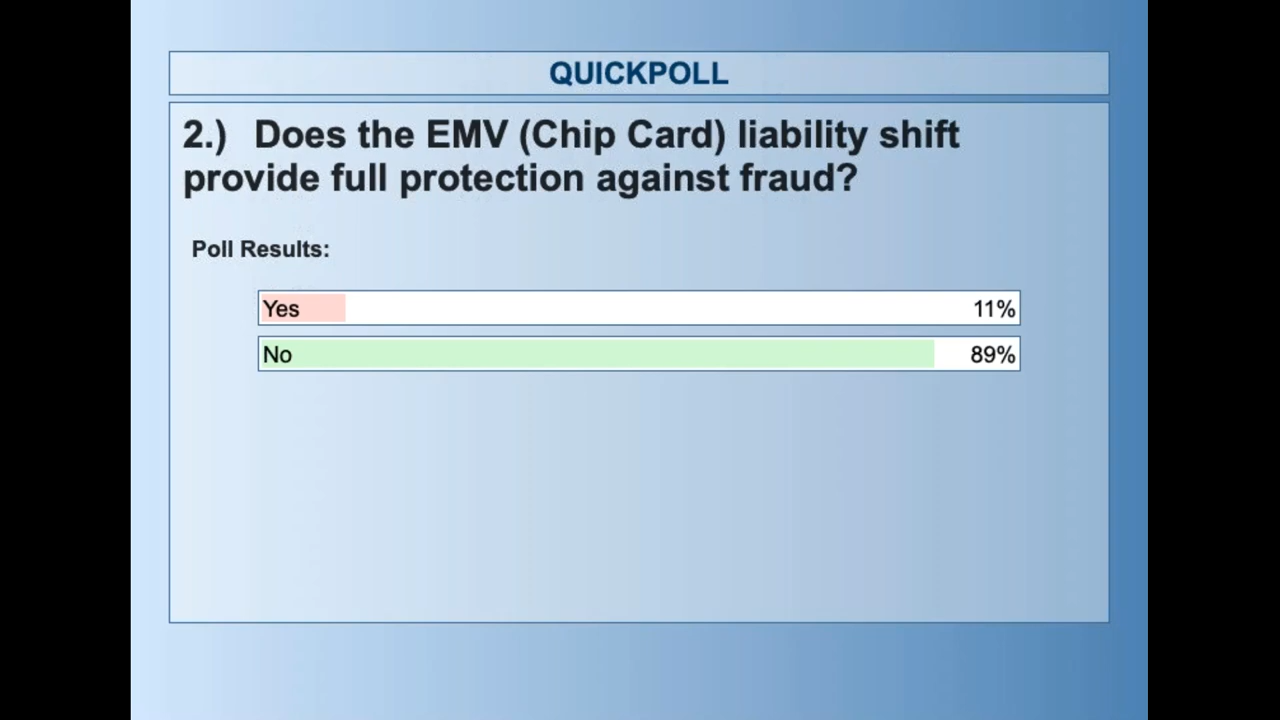 QUICKPOLL
2.) Does the EMV (Chip Card) liability shift
provide full protection against fraud?
Poll Results:
Yes 11%
No 89%